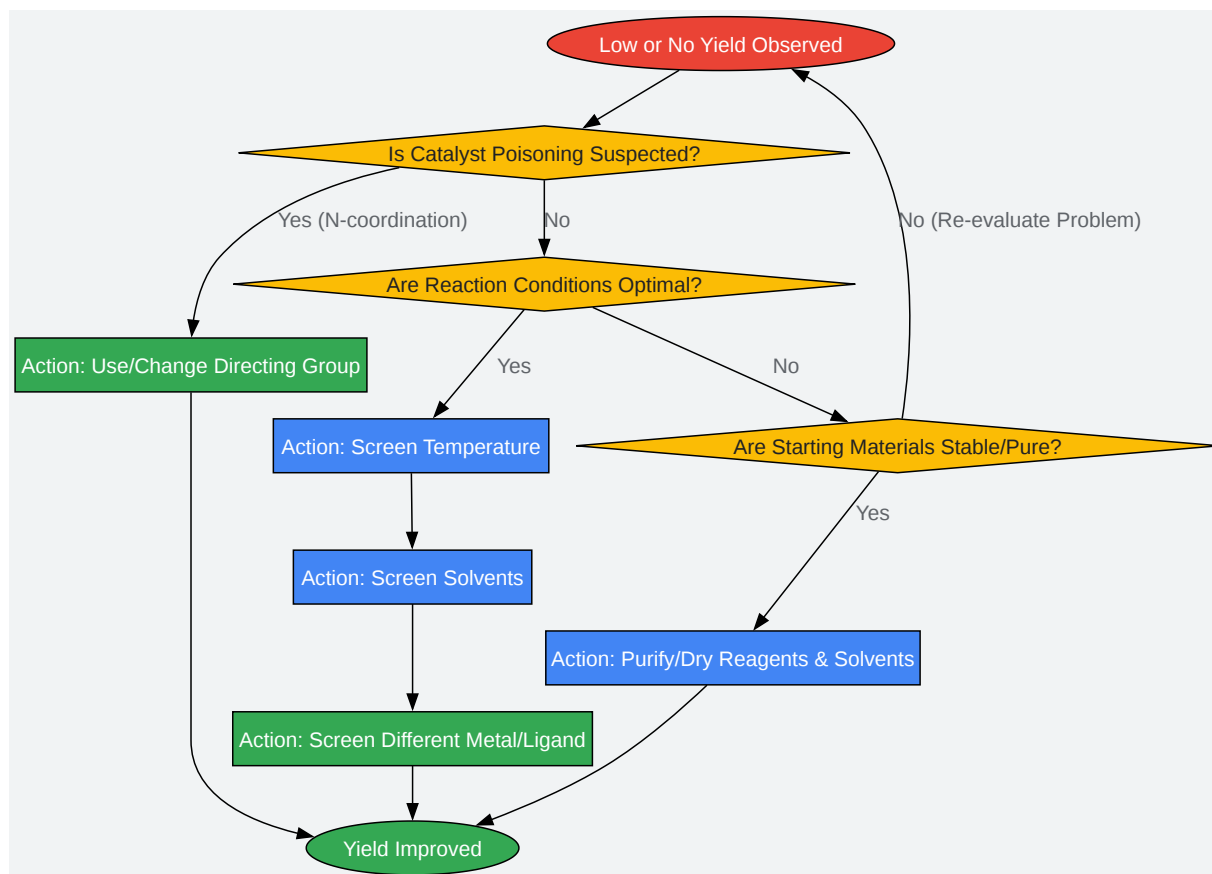 Low or No Yield Observed
Is Catalyst Poisoning Suspected?
Yes (N-coordination)
No
No (Re-evaluate Problem)
Are Reaction Conditions Optimal?
Action: Use/Change Directing Group
Yes
No
Action: Screen Temperature
Are Starting Materials Stable/Pure?
Yes
Action: Screen Solvents
Action: Purify/Dry Reagents & Solvents
Action: Screen Different Metal/Ligand
Yield Improved